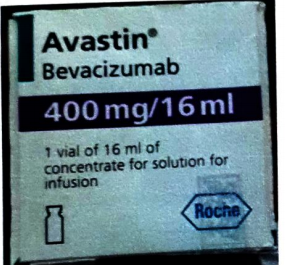 Avastin®
Bevacizumab
400 mg/16 ml
1 vial of 16 ml of
concentrate for solution for
infusion
Roche